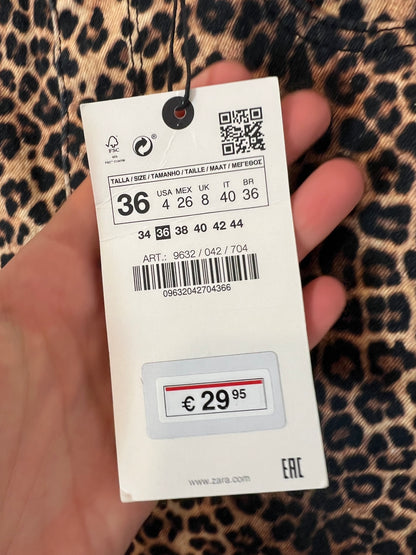 FSC
TALLA / SIZE / TAMANHO / TAILLE / MAAT / ΜΕΓΕΘΟΣ
36 USA 4 MEX 26 UK 8 IT 40 BR 36
34 36 38 40 42 44
ART.: 9632 / 042 / 704
09632042704366
€ 29 95
www.zara.com
EAC